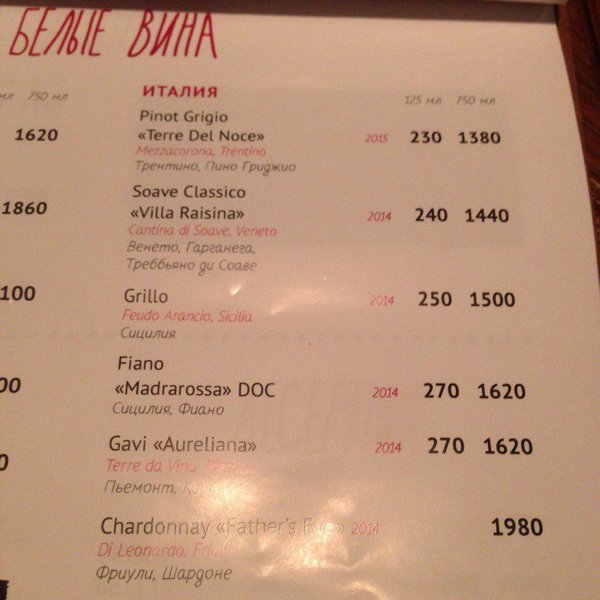 БЕЛЫЕ ВИНА
мл 750 мл
1620
1860
100
00
0
ИТАЛИЯ
125 мл 750 мл
Pinot Grigio
«Terre Del Noce» 2015 230 1380
Mezzacorona, Trentino
Трентино, Пино Гриджио
Soave Classico
«Villa Raisina» 2014 240 1440
Cantina di Soave, Veneto
Венето, Гарганега,
Треббьяно ди Соаве
Grillo 2014 250 1500
Feudo Arancio, Sicilia
Сицилия
Fiano
«Madrarossa» DOC 2014 270 1620
Сицилия, Фиано
Gavi «Aureliana» 2014 270 1620
Terre da Vino,
Пьемонт,
Chardonnay «Father's Eve» 2014 1980
Di Leonardo, Friuli
Фриули, Шардоне